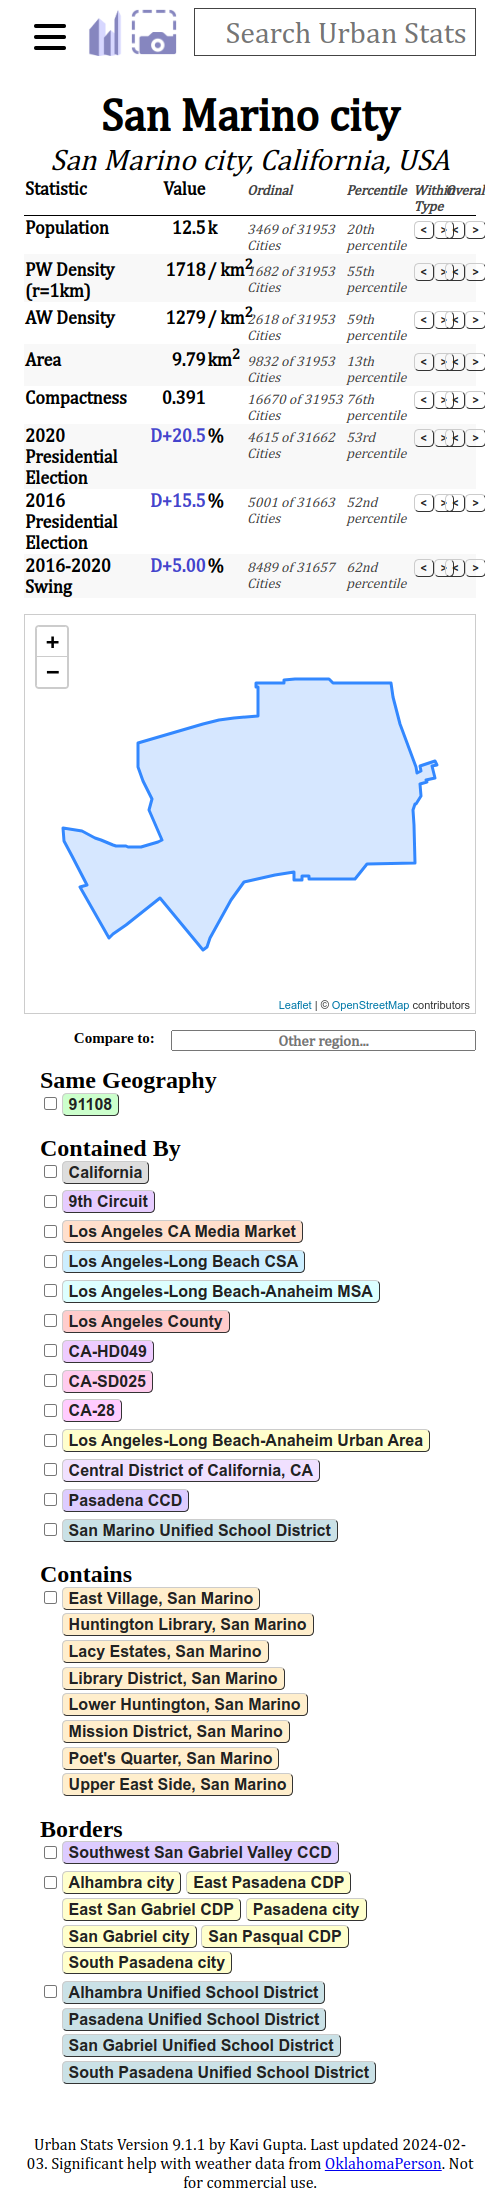 Search Urban Stats
San Marino city
San Marino city, California, USA
Statistic Value Ordinal Percentile Within Type Overall
Population 12.5 k 3469 of 31953 Cities 20th percentile < > < >
PW Density (r=1km) 1718 / km² 1682 of 31953 Cities 55th percentile < > < >
AW Density 1279 / km² 2618 of 31953 Cities 59th percentile < > < >
Area 9.79 km² 9832 of 31953 Cities 13th percentile < > < >
Compactness 0.391 16670 of 31953 Cities 76th percentile < > < >
2020 Presidential Election D+20.5 % 4615 of 31662 Cities 53rd percentile < > < >
2016 Presidential Election D+15.5 % 5001 of 31663 Cities 52nd percentile < > < >
2016-2020 Swing D+5.00 % 8489 of 31657 Cities 62nd percentile < > < >
+
−
Leaflet | © OpenStreetMap contributors
Compare to: Other region...
Same Geography
91108
Contained By
California
9th Circuit
Los Angeles CA Media Market
Los Angeles-Long Beach CSA
Los Angeles-Long Beach-Anaheim MSA
Los Angeles County
CA-HD049
CA-SD025
CA-28
Los Angeles-Long Beach-Anaheim Urban Area
Central District of California, CA
Pasadena CCD
San Marino Unified School District
Contains
East Village, San Marino
Huntington Library, San Marino
Lacy Estates, San Marino
Library District, San Marino
Lower Huntington, San Marino
Mission District, San Marino
Poet's Quarter, San Marino
Upper East Side, San Marino
Borders
Southwest San Gabriel Valley CCD
Alhambra city East Pasadena CDP
East San Gabriel CDP Pasadena city
San Gabriel city San Pasqual CDP
South Pasadena city
Alhambra Unified School District
Pasadena Unified School District
San Gabriel Unified School District
South Pasadena Unified School District
Urban Stats Version 9.1.1 by Kavi Gupta. Last updated 2024-02-
03. Significant help with weather data from OklahomaPerson. Not
for commercial use.